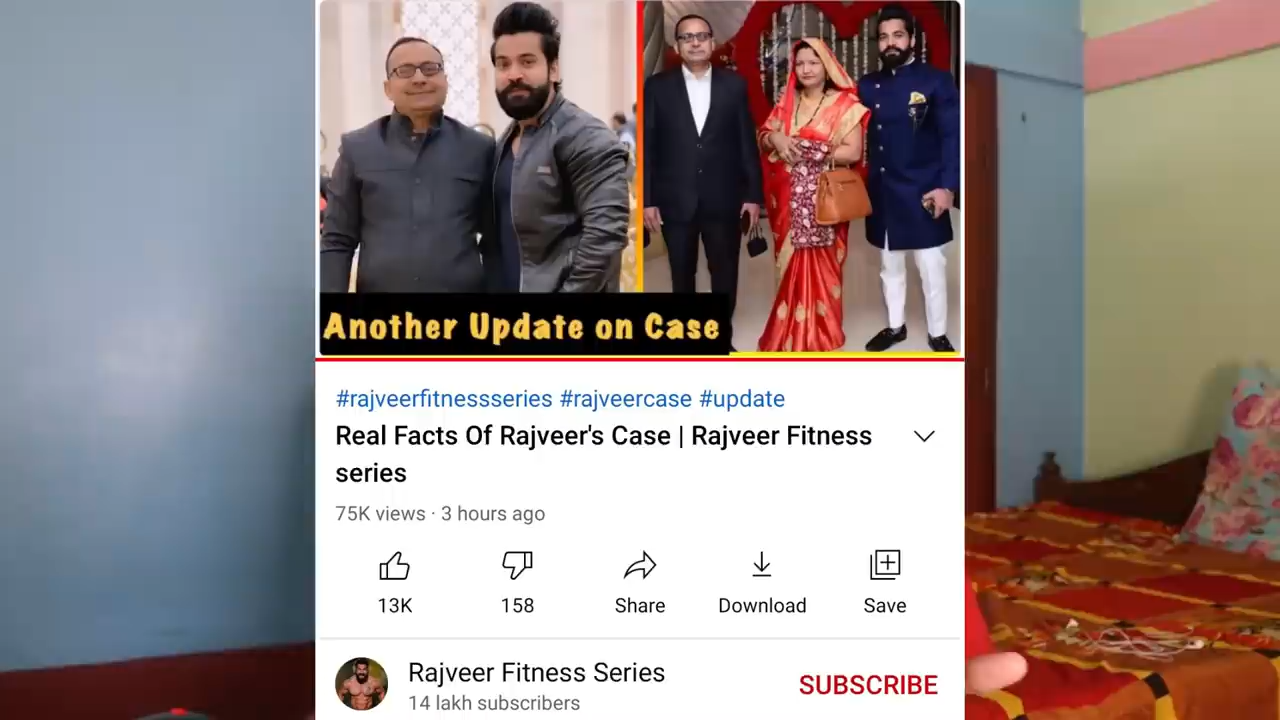 Another Update on Case
#rajveerfitnessseries #rajveercase #update
Real Facts Of Rajveer's Case | Rajveer Fitness
series
75K views · 3 hours ago
13K
158
Share
Download
Save
Rajveer Fitness Series
SUBSCRIBE
14 lakh subscribers